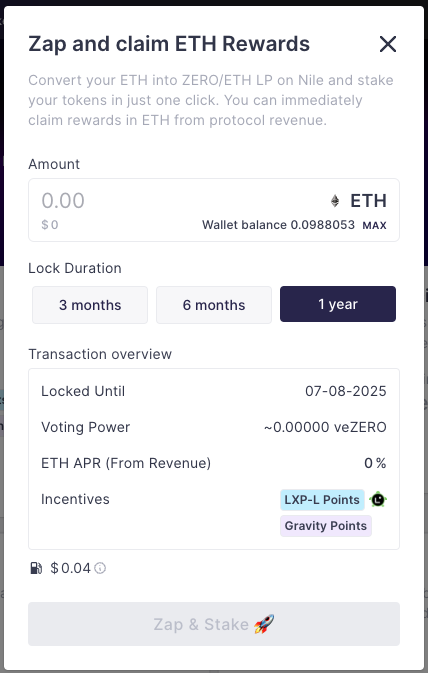 Zap and claim ETH Rewards
Convert your ETH into ZERO/ETH LP on Nile and stake
your tokens in just one click. You can immediately
claim rewards in ETH from protocol revenue.
Amount
0.00 ETH
$0 Wallet balance 0.0988053 MAX
Lock Duration
3 months 6 months 1 year
Transaction overview
Locked Until 07-08-2025
Voting Power ~0.00000 veZERO
ETH APR (From Revenue) 0%
Incentives LXP-L Points
Gravity Points
$0.04
Zap & Stake 🚀